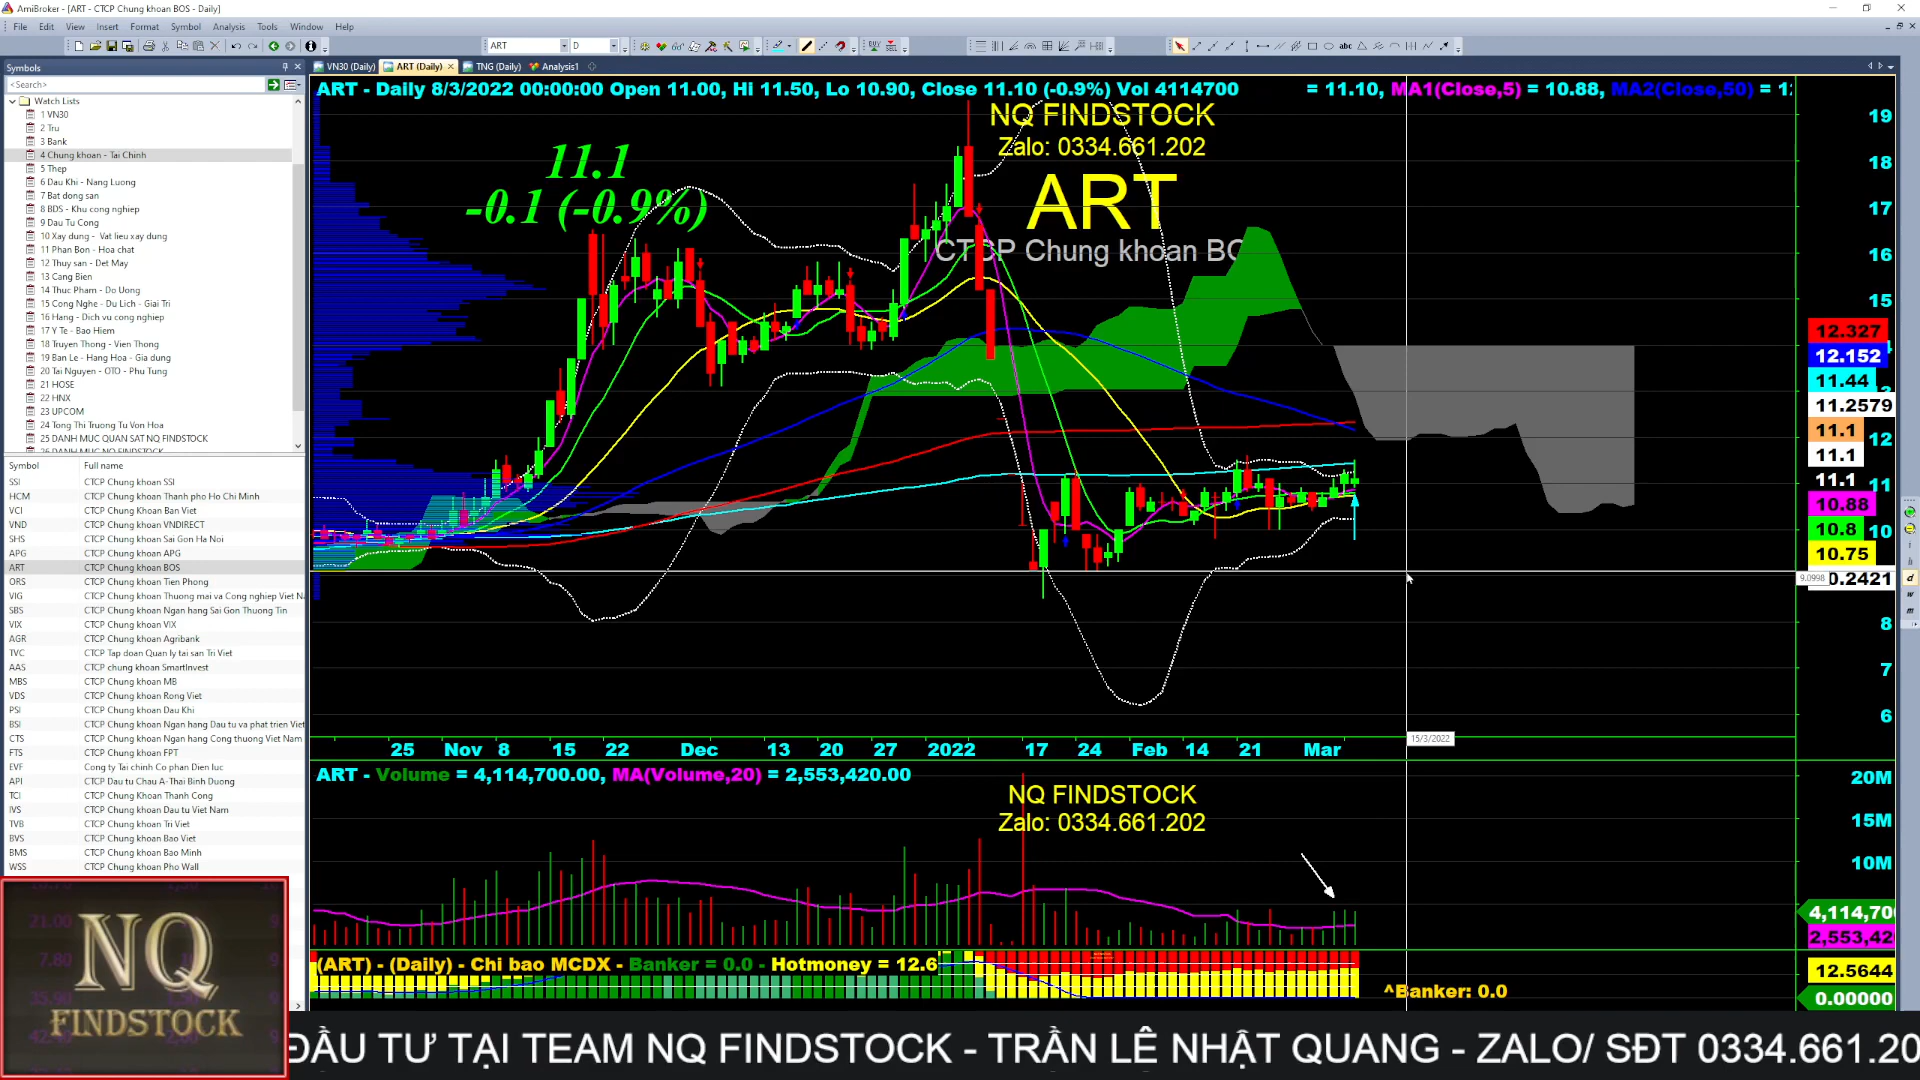 AmiBroker - [ART - CTCP Chung khoan BOS - Daily]
File Edit View Insert Format Symbol Analysis Tools Window Help
ART D
Symbols
VN30 (Daily) ART (Daily) TNG (Daily) Analysis1
<Search>
Watch Lists
1 VN30
2 Tru
3 Bank
4 Chung khoan - Tai Chinh
5 Thep
6 Dau Khi - Nang Luong
7 Bat dong san
8 BDS - Khu cong nghiep
9 Dau Tu Cong
10 Xay dung - Vat lieu xay dung
11 Phan Bon - Hoa chat
12 Thuy san - Det May
13 Cang Bien
14 Thuc Pham - Do Uong
15 Cong Nghe - Du Lich - Giai Tri
16 Hang - Dich vu cong nghiep
17 Y Te - Bao Hiem
18 Truyen Thong - Vien Thong
19 Ban Le - Hang Hoa - Gia dung
20 Tai Nguyen - OTO - Phu Tung
21 HOSE
22 HNX
23 UPCOM
24 Tong Thi Truong Tu Von Hoa
25 DANH MUC QUAN SAT NQ FINDSTOCK
Symbol Full name
SSI CTCP Chung khoan SSI
HCM CTCP Chung khoan Thanh pho Ho Chi Minh
VCI CTCP Chung Khoan Ban Viet
VND CTCP Chung khoan VNDIRECT
SHS CTCP Chung khoan Sai Gon Ha Noi
APG CTCP Chung khoan APG
ART CTCP Chung khoan BOS
ORS CTCP Chung khoan Tien Phong
VIG CTCP Chung khoan Thuong mai va Cong nghiep Viet Na
SBS CTCP Chung khoan Ngan hang Sai Gon Thuong Tin
VIX CTCP Chung khoan VIX
AGR CTCP Chung khoan Agribank
TVC CTCP Tap doan Quan ly tai san Tri Viet
AAS CTCP chung khoan SmartInvest
MBS CTCP Chung khoan MB
VDS CTCP Chung khoan Rong Viet
PSI CTCP Chung khoan Dau Khi
BSI CTCP Chung khoan Ngan hang Dau tu va phat trien Viet
CTS CTCP Chung khoan Ngan hang Cong thuong Viet Nam
FTS CTCP Chung khoan FPT
EVF Cong ty Tai chinh Co phan Dien luc
API CTCP Dau tu Chau A-Thai Binh Duong
TCI CTCP Chung Khoan Thanh Cong
IVS CTCP Chung khoan Dau tu Viet Nam
TVB CTCP Chung khoan Tri Viet
BVS CTCP Chung khoan Bao Viet
BMS CTCP Chung khoan Bao Minh
WSS CTCP Chung khoan Pho Wall
ART - Daily 8/3/2022 00:00:00 Open 11.00, Hi 11.50, Lo 10.90, Close 11.10 (-0.9%) Vol 4114700 = 11.10, MA1(Close,5) = 10.88, MA2(Close,50) = 1
NQ FINDSTOCK
Zalo: 0334.661.202
ART
CTCP Chung khoan BO
11.1
-0.1 (-0.9%)
19
18
17
16
15
12.327
12.152
11.44
11.2579
11.1
12
11.1
11.1
11
10.88
10.8
10
10.75
9.0998
0.2421
8
7
6
15/3/2022
25 Nov 8 15 22 Dec 13 20 27 2022 17 24 Feb 14 21 Mar
ART - Volume = 4,114,700.00, MA(Volume,20) = 2,553,420.00
NQ FINDSTOCK
Zalo: 0334.661.202
20M
15M
10M
4,114,70
2,553,42
(ART) - (Daily) - Chi bao MCDX - Banker = 0.0 - Hotmoney = 12.6
^Banker: 0.0
12.5644
0.00000
NQ
FINDSTOCK
ĐẦU TƯ TẠI TEAM NQ FINDSTOCK - TRẦN LÊ NHẬT QUANG - ZALO/ SĐT 0334.661.20